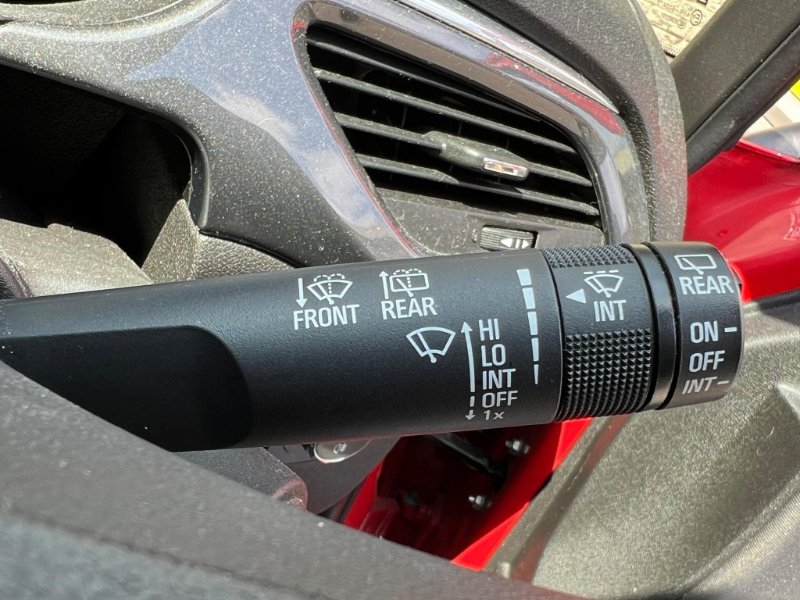 FRONT
REAR
HI
LO
INT
OFF
1x
INT
REAR
ON
OFF
INT